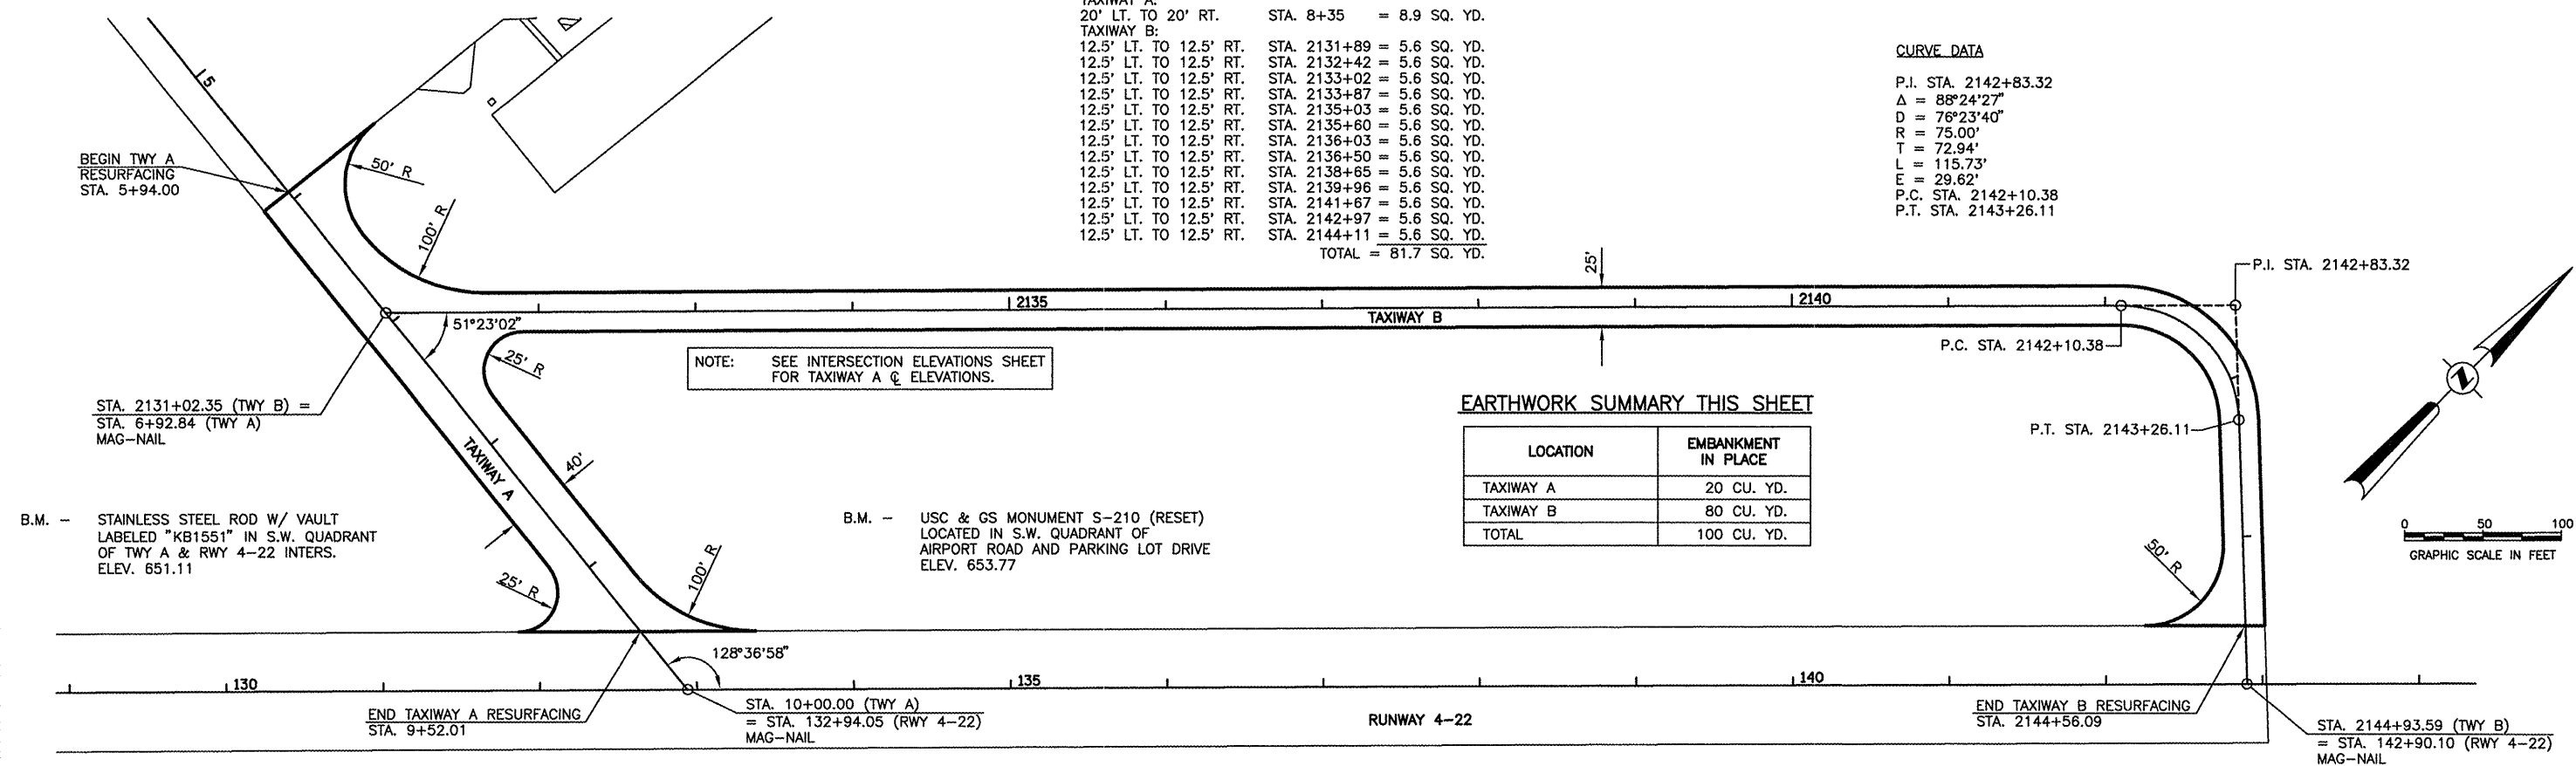 TAXIWAY A:
20' LT. TO 20' RT. STA. 8+35 = 8.9 SQ. YD.
TAXIWAY B:
12.5' LT. TO 12.5' RT. STA. 2131+89 = 5.6 SQ. YD.
12.5' LT. TO 12.5' RT. STA. 2132+42 = 5.6 SQ. YD.
12.5' LT. TO 12.5' RT. STA. 2133+02 = 5.6 SQ. YD.
12.5' LT. TO 12.5' RT. STA. 2133+87 = 5.6 SQ. YD.
12.5' LT. TO 12.5' RT. STA. 2135+03 = 5.6 SQ. YD.
12.5' LT. TO 12.5' RT. STA. 2135+60 = 5.6 SQ. YD.
12.5' LT. TO 12.5' RT. STA. 2136+03 = 5.6 SQ. YD.
12.5' LT. TO 12.5' RT. STA. 2136+50 = 5.6 SQ. YD.
12.5' LT. TO 12.5' RT. STA. 2138+65 = 5.6 SQ. YD.
12.5' LT. TO 12.5' RT. STA. 2139+96 = 5.6 SQ. YD.
12.5' LT. TO 12.5' RT. STA. 2141+67 = 5.6 SQ. YD.
12.5' LT. TO 12.5' RT. STA. 2142+97 = 5.6 SQ. YD.
12.5' LT. TO 12.5' RT. STA. 2144+11 = 5.6 SQ. YD.
TOTAL = 81.7 SQ. YD.
CURVE DATA
P.I. STA. 2142+83.32
Δ = 88°24'27"
D = 76°23'40"
R = 75.00'
T = 72.94'
L = 115.73'
E = 29.62'
P.C. STA. 2142+10.38
P.T. STA. 2143+26.11
5
BEGIN TWY A
RESURFACING
STA. 5+94.00
50' R
100' R
25'
P.I. STA. 2142+83.32
2135
2140
TAXIWAY B
51°23'02"
P.C. STA. 2142+10.38
25' R
NOTE: SEE INTERSECTION ELEVATIONS SHEET
FOR TAXIWAY A ℄ ELEVATIONS.
N
STA. 2131+02.35 (TWY B) =
STA. 6+92.84 (TWY A)
MAG-NAIL
EARTHWORK SUMMARY THIS SHEET
LOCATION EMBANKMENT IN PLACE
TAXIWAY A 20 CU. YD.
TAXIWAY B 80 CU. YD.
TOTAL 100 CU. YD.
P.T. STA. 2143+26.11
TAXIWAY A
40'
B.M. - STAINLESS STEEL ROD W/ VAULT
LABELED "KB1551" IN S.W. QUADRANT
OF TWY A & RWY 4-22 INTERS.
ELEV. 651.11
B.M. - USC & GS MONUMENT S-210 (RESET)
LOCATED IN S.W. QUADRANT OF
AIRPORT ROAD AND PARKING LOT DRIVE
ELEV. 653.77
0 50 100
GRAPHIC SCALE IN FEET
25' R
100' R
50' R
128°36'58"
130
135
140
END TAXIWAY A RESURFACING
STA. 9+52.01
STA. 10+00.00 (TWY A)
= STA. 132+94.05 (RWY 4-22)
MAG-NAIL
RUNWAY 4-22
END TAXIWAY B RESURFACING
STA. 2144+56.09
STA. 2144+93.59 (TWY B)
= STA. 142+90.10 (RWY 4-22)
MAG-NAIL